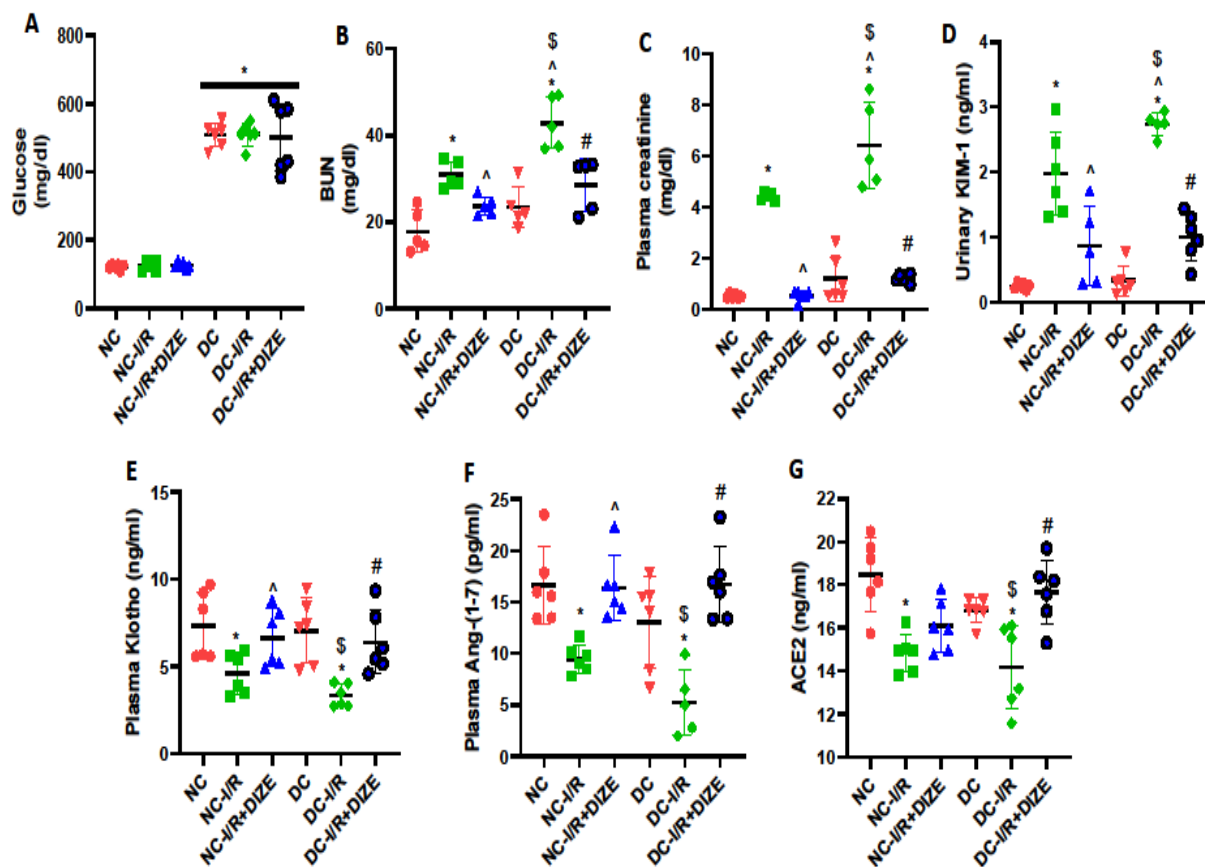 A
Glucose
(mg/dl)
800
600
400
200
0
*
NC
NC-I/R
NC-I/R+DIZE
DC
DC-I/R
DC-I/R+DIZE
B
BUN
(mg/dl)
60
40
20
0
*
^
$
^
*
#
NC
NC-I/R
NC-I/R+DIZE
DC
DC-I/R
DC-I/R+DIZE
C
Plasma creatinine
(mg/dl)
10
8
6
4
2
0
*
^
$
^
*
#
NC
NC-I/R
NC-I/R+DIZE
DC
DC-I/R
DC-I/R+DIZE
D
Urinary KIM-1 (ng/ml)
4
3
2
1
0
*
^
$
^
*
#
NC
NC-I/R
NC-I/R+DIZE
DC
DC-I/R
DC-I/R+DIZE
E
Plasma Klotho (ng/ml)
15
10
5
0
*
^
$
*
#
NC
NC-I/R
NC-I/R+DIZE
DC
DC-I/R
DC-I/R+DIZE
F
Plasma Ang-(1-7) (pg/ml)
25
20
15
10
5
0
*
^
$
*
#
NC
NC-I/R
NC-I/R+DIZE
DC
DC-I/R
DC-I/R+DIZE
G
ACE2
(ng/ml)
22
20
18
16
14
12
10
*
$
*
#
NC
NC-I/R
NC-I/R+DIZE
DC
DC-I/R
DC-I/R+DIZE